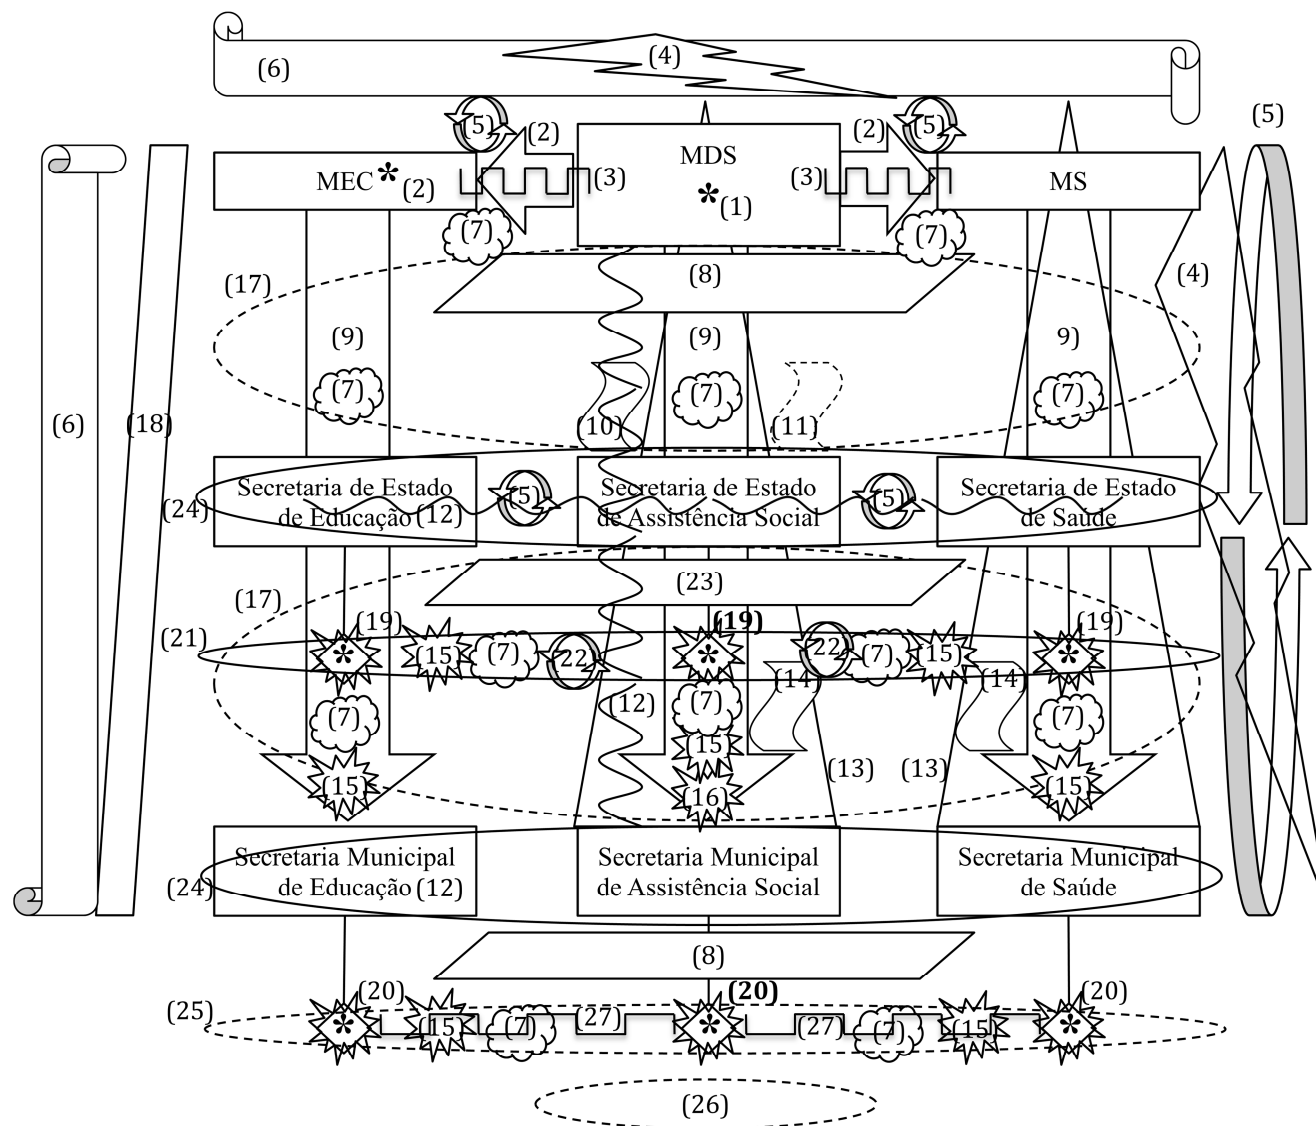 (4)
(6)
(5)
(5) (2) (2) (5)
MEC * (2) (3) MDS (3) MS
* (1)
(7) (7)
(17) (8) (4)
(9) (9) 9)
(7) (7) (7)
(6) (18) (10) (11)
Secretaria de Estado
de Educação (12)
(5)
Secretaria de Estado
de Assistência Social
(5)
Secretaria de Estado
de Saúde
(24)
(23)
(17)
(19) (19) (19)
(21) * (15) (7) 22 * 22 (7) 15) *
(14) (14)
(7) (12) (7) (7)
15
(15) (16) (13) (13) (15)
Secretaria Municipal
de Educação (12)
Secretaria Municipal
de Assistência Social
Secretaria Municipal
de Saúde
(24)
(8)
(20) (20) (20)
(25) * (15) (7) (27) * (27) (7) (15) *
(26)